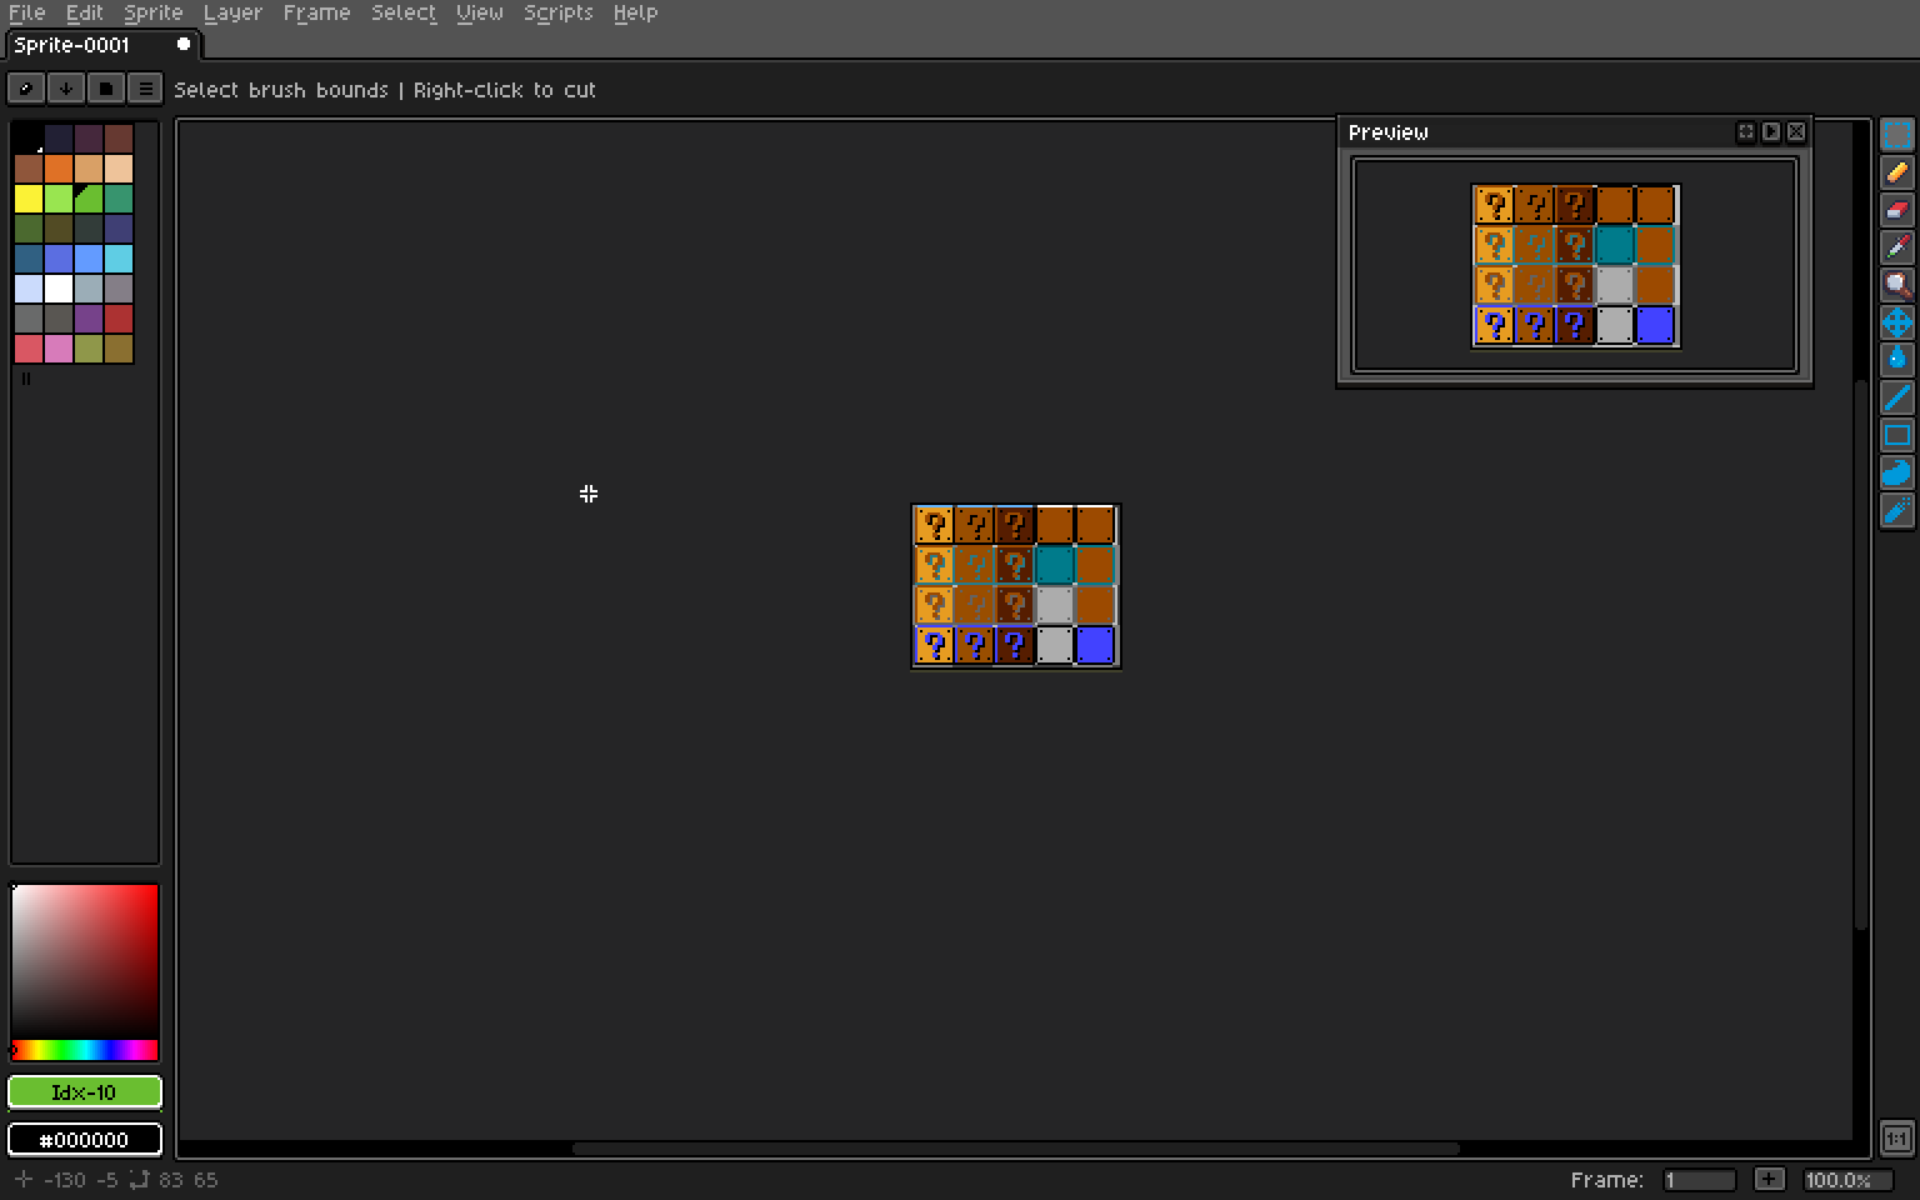 File Edit Sprite Layer Frame Select View Scripts Help
Sprite-0001
Select brush bounds | Right-click to cut
Preview
? ? ?
? ? ?
? ? ?
? ? ?
? ? ?
? ? ?
? ? ?
? ? ?
Idx-10
#000000
1:1
-130 -5 83 65
Frame: 1 + 100.0%